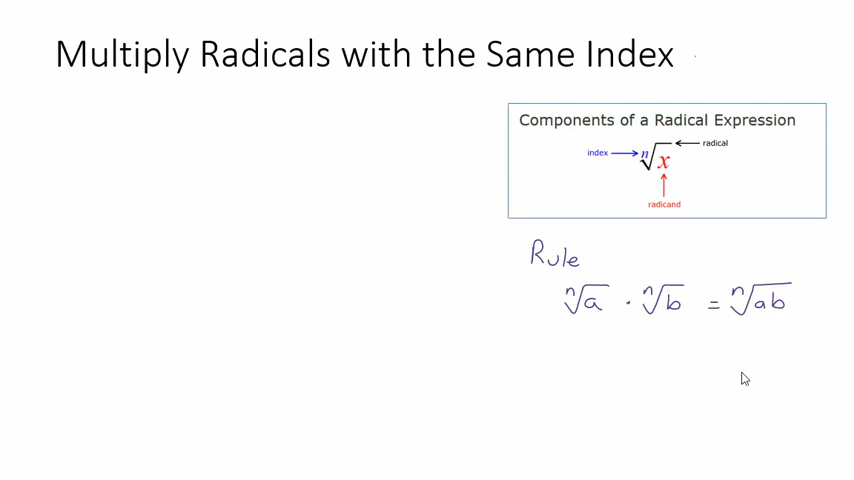 Multiply Radicals with the Same Index
Components of a Radical Expression
index n√x radical
radicand
Rule
ⁿ√a · ⁿ√b = ⁿ√ab